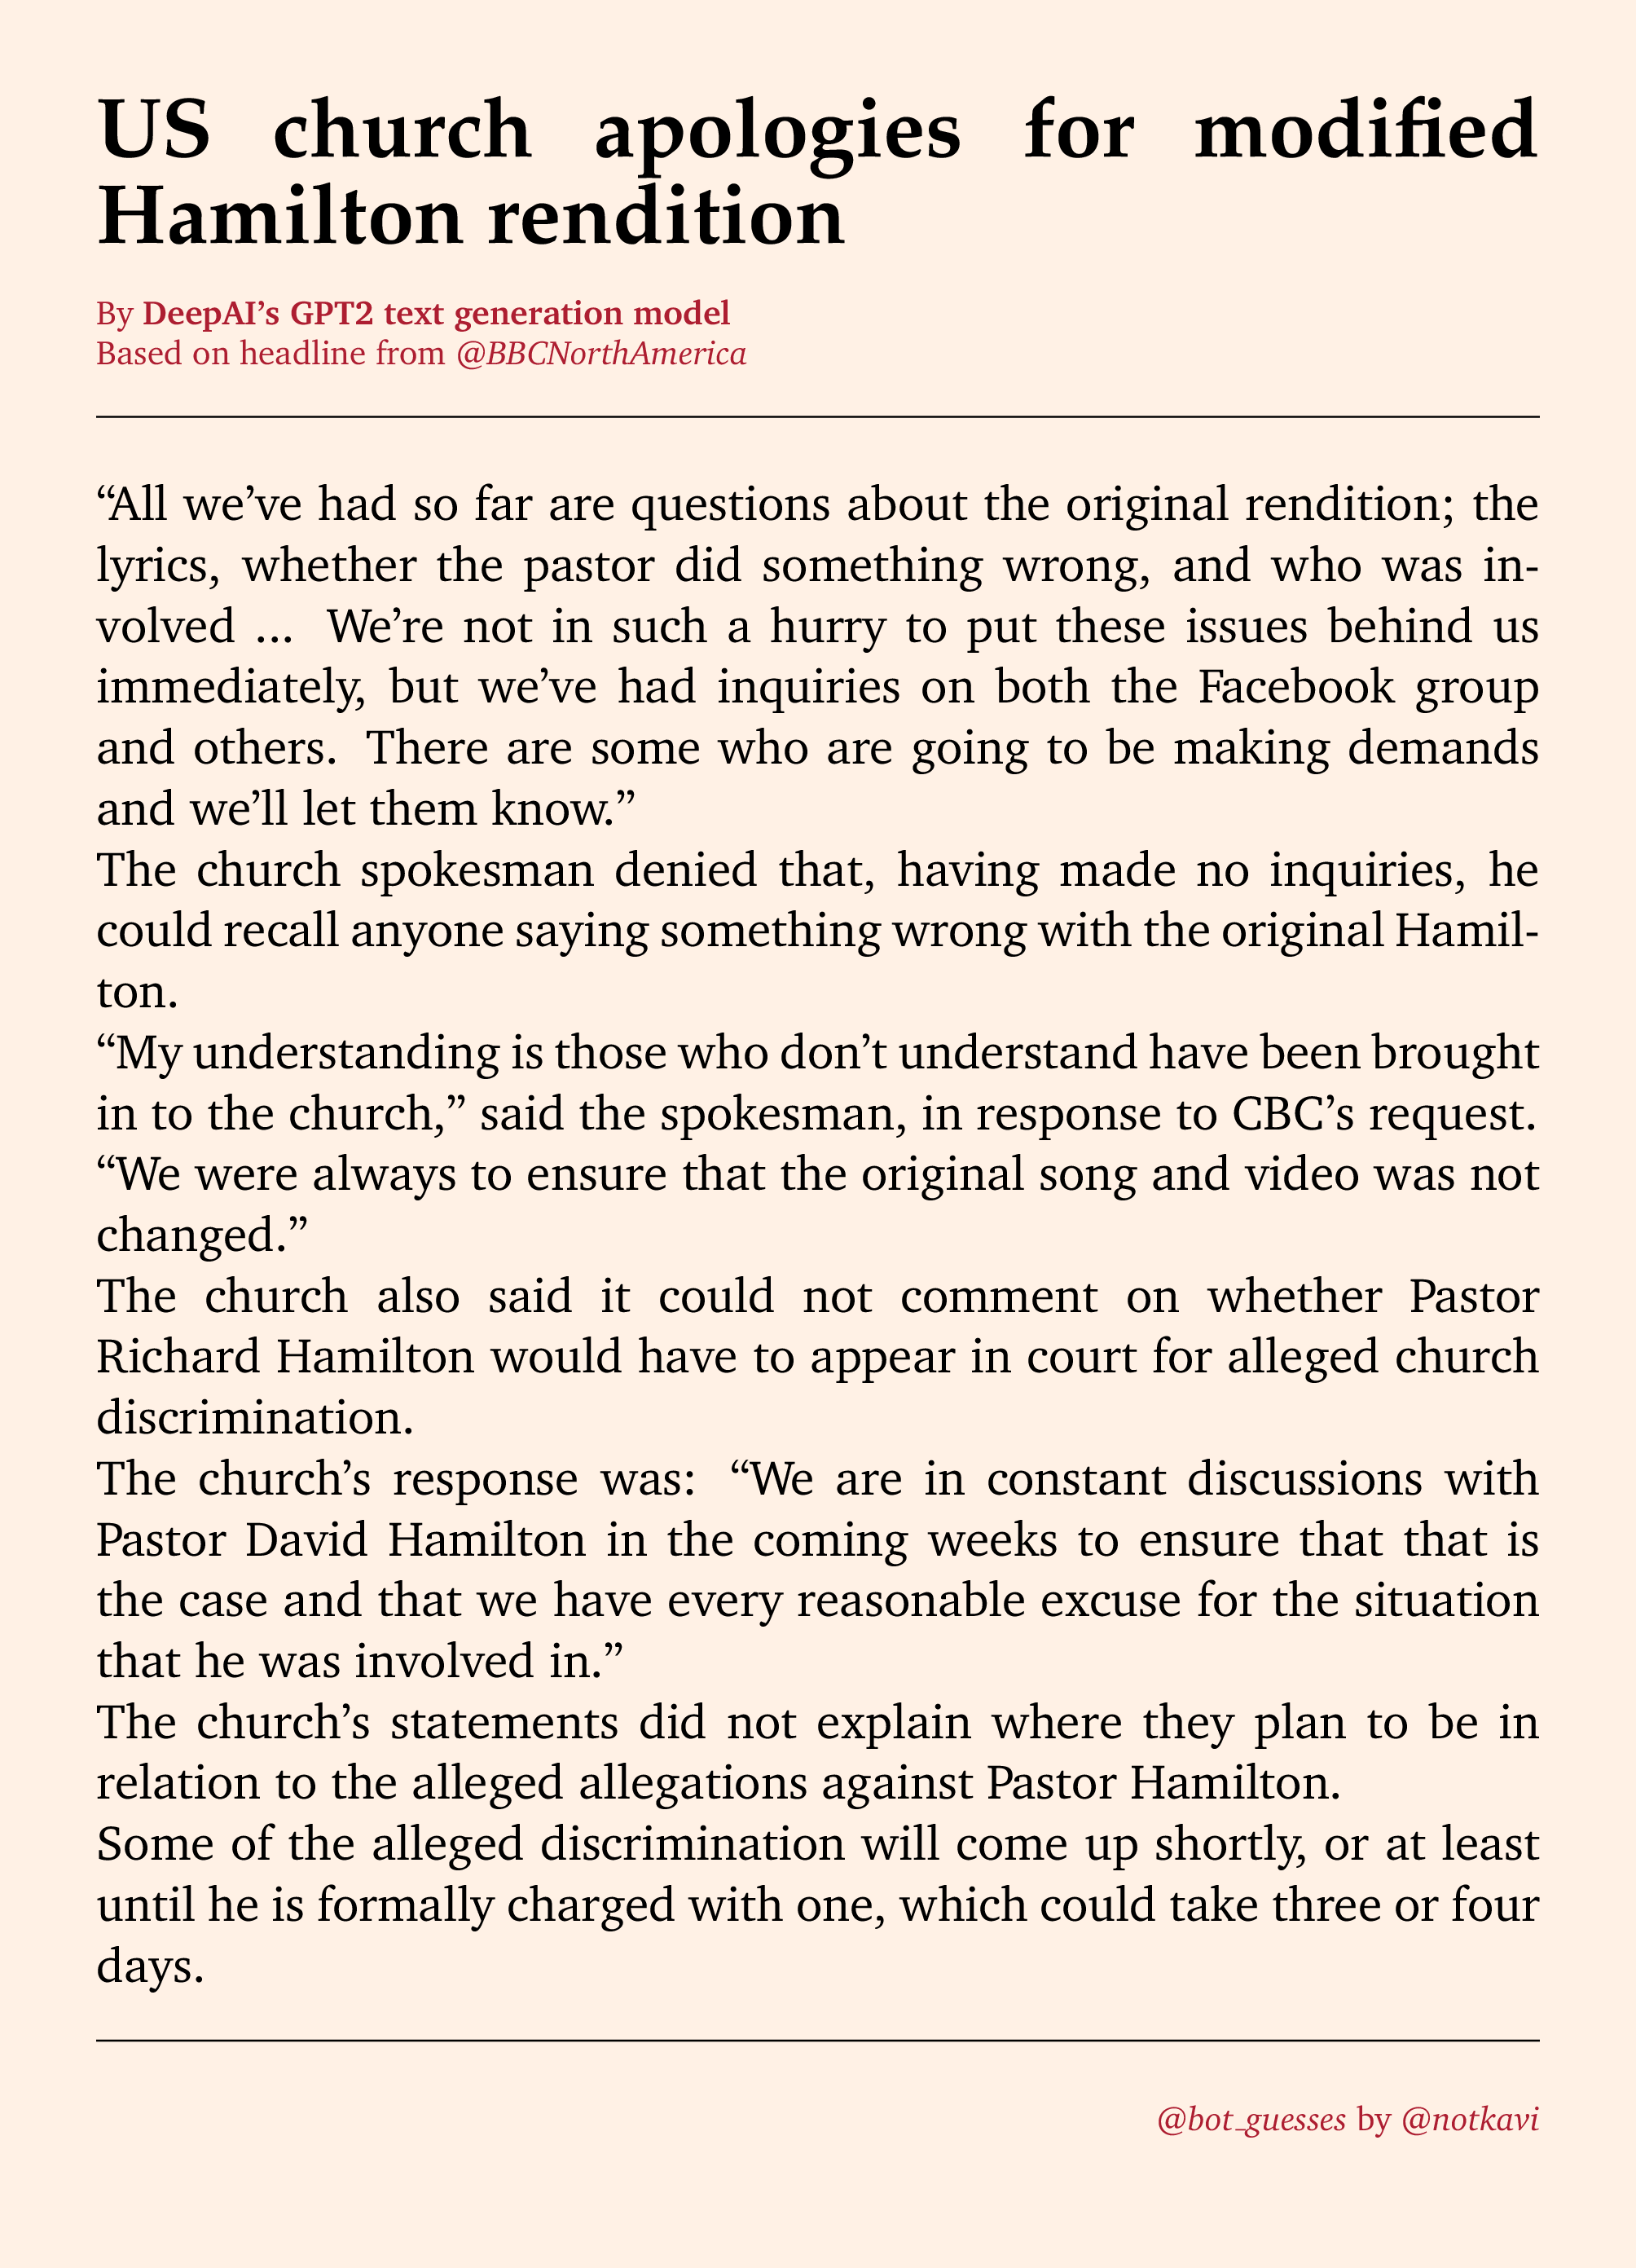 US church apologies for modified
Hamilton rendition
By DeepAI’s GPT2 text generation model
Based on headline from @BBCNorthAmerica
“All we’ve had so far are questions about the original rendition; the
lyrics, whether the pastor did something wrong, and who was in-
volved ... We’re not in such a hurry to put these issues behind us
immediately, but we’ve had inquiries on both the Facebook group
and others. There are some who are going to be making demands
and we’ll let them know.”
The church spokesman denied that, having made no inquiries, he
could recall anyone saying something wrong with the original Hamil-
ton.
“My understanding is those who don’t understand have been brought
in to the church,” said the spokesman, in response to CBC’s request.
“We were always to ensure that the original song and video was not
changed.”
The church also said it could not comment on whether Pastor
Richard Hamilton would have to appear in court for alleged church
discrimination.
The church’s response was: “We are in constant discussions with
Pastor David Hamilton in the coming weeks to ensure that that is
the case and that we have every reasonable excuse for the situation
that he was involved in.”
The church’s statements did not explain where they plan to be in
relation to the alleged allegations against Pastor Hamilton.
Some of the alleged discrimination will come up shortly, or at least
until he is formally charged with one, which could take three or four
days.
@bot_guesses by @notkavi